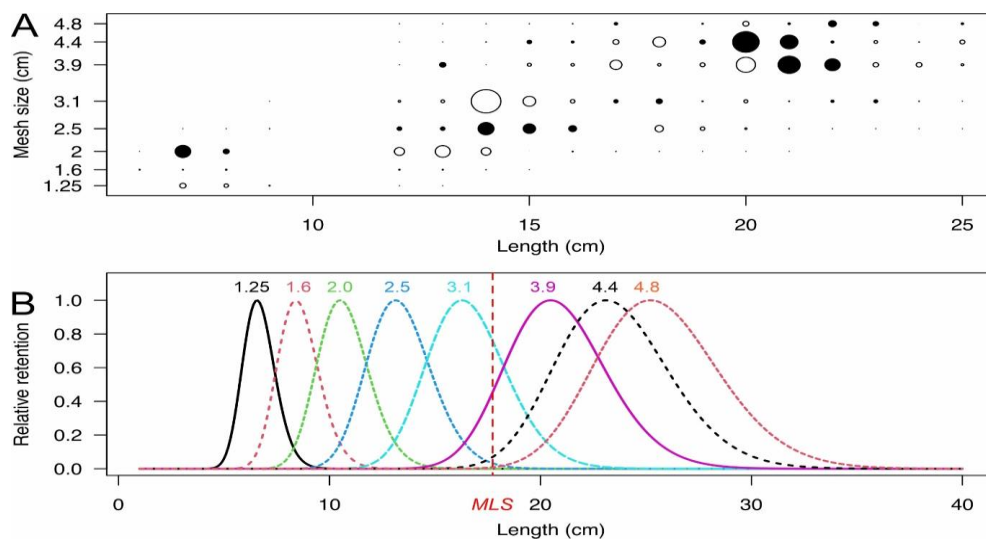 A
Mesh size (cm)
4.8
4.4
3.9
3.1
2.5
2
1.6
1.25
10 15 20 25
Length (cm)
B
1.25 1.6 2.0 2.5 3.1 3.9 4.4 4.8
Relative retention
1.0
0.8
0.6
0.4
0.2
0.0
0 10 MLS 20 30 40
Length (cm)